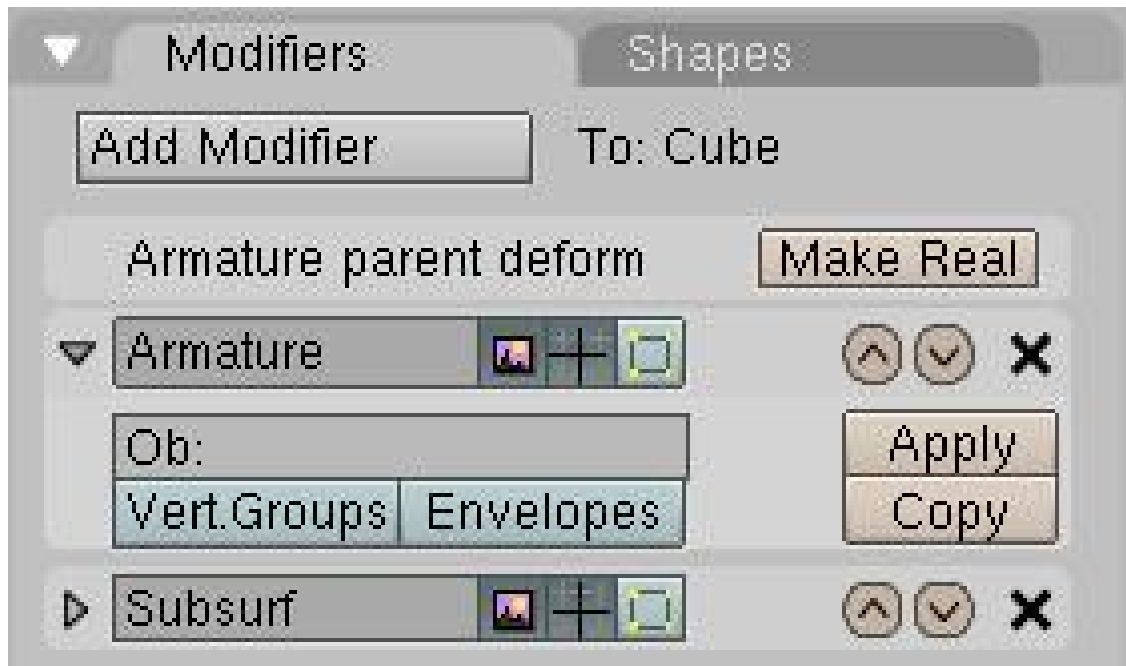 Modifiers Shapes
Add Modifier To: Cube
Armature parent deform Make Real
Armature
Ob: Apply
Vert.Groups Envelopes Copy
Subsurf